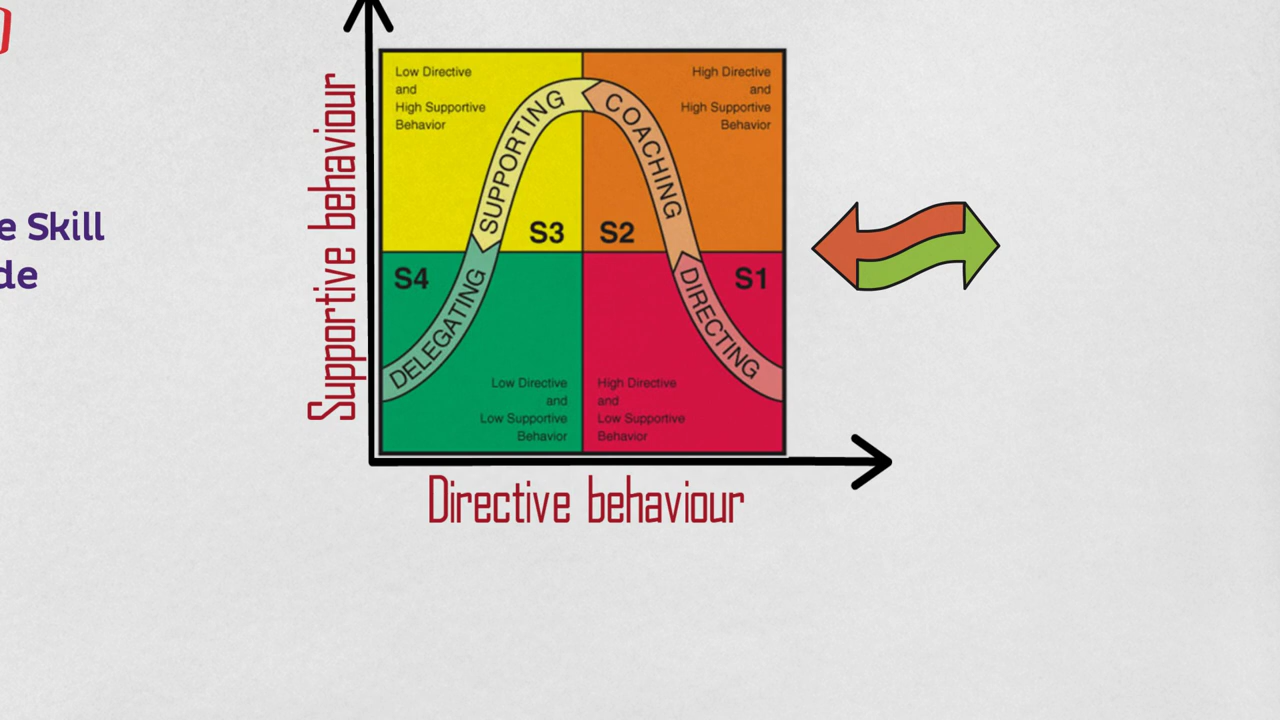 e Skill
de
Supportive behaviour
Low Directive
and
High Supportive
Behavior
High Directive
and
High Supportive
Behavior
SUPPORTING
COACHING
S3
S2
S4
S1
DELEGATING
DIRECTING
Low Directive
and
Low Supportive
Behavior
High Directive
and
Low Supportive
Behavior
Directive behaviour